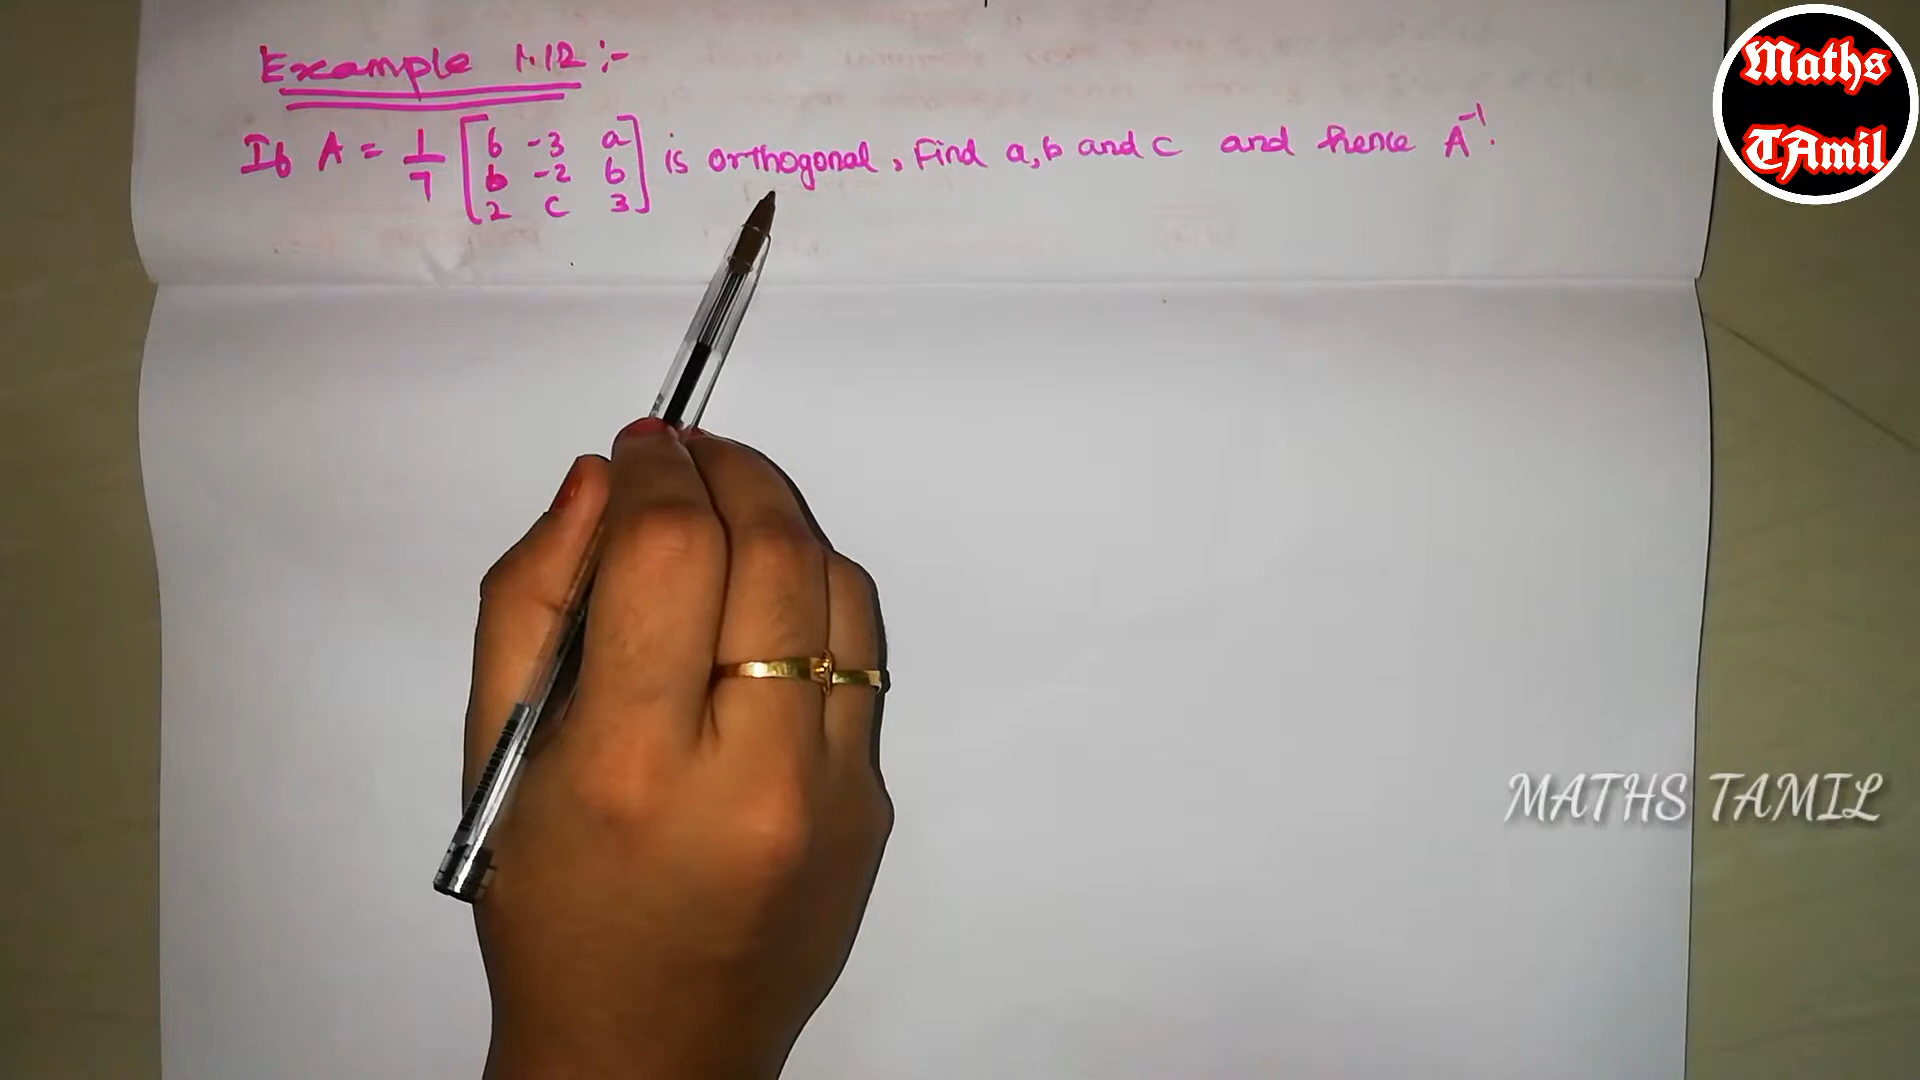 Example 1.12 :-
If A = 1/7 [6 -3 a
b -2 6
2 c 3] is orthogonal, Find a, b and c and hence A⁻¹.
Maths
TAmil
MATHS TAMIL